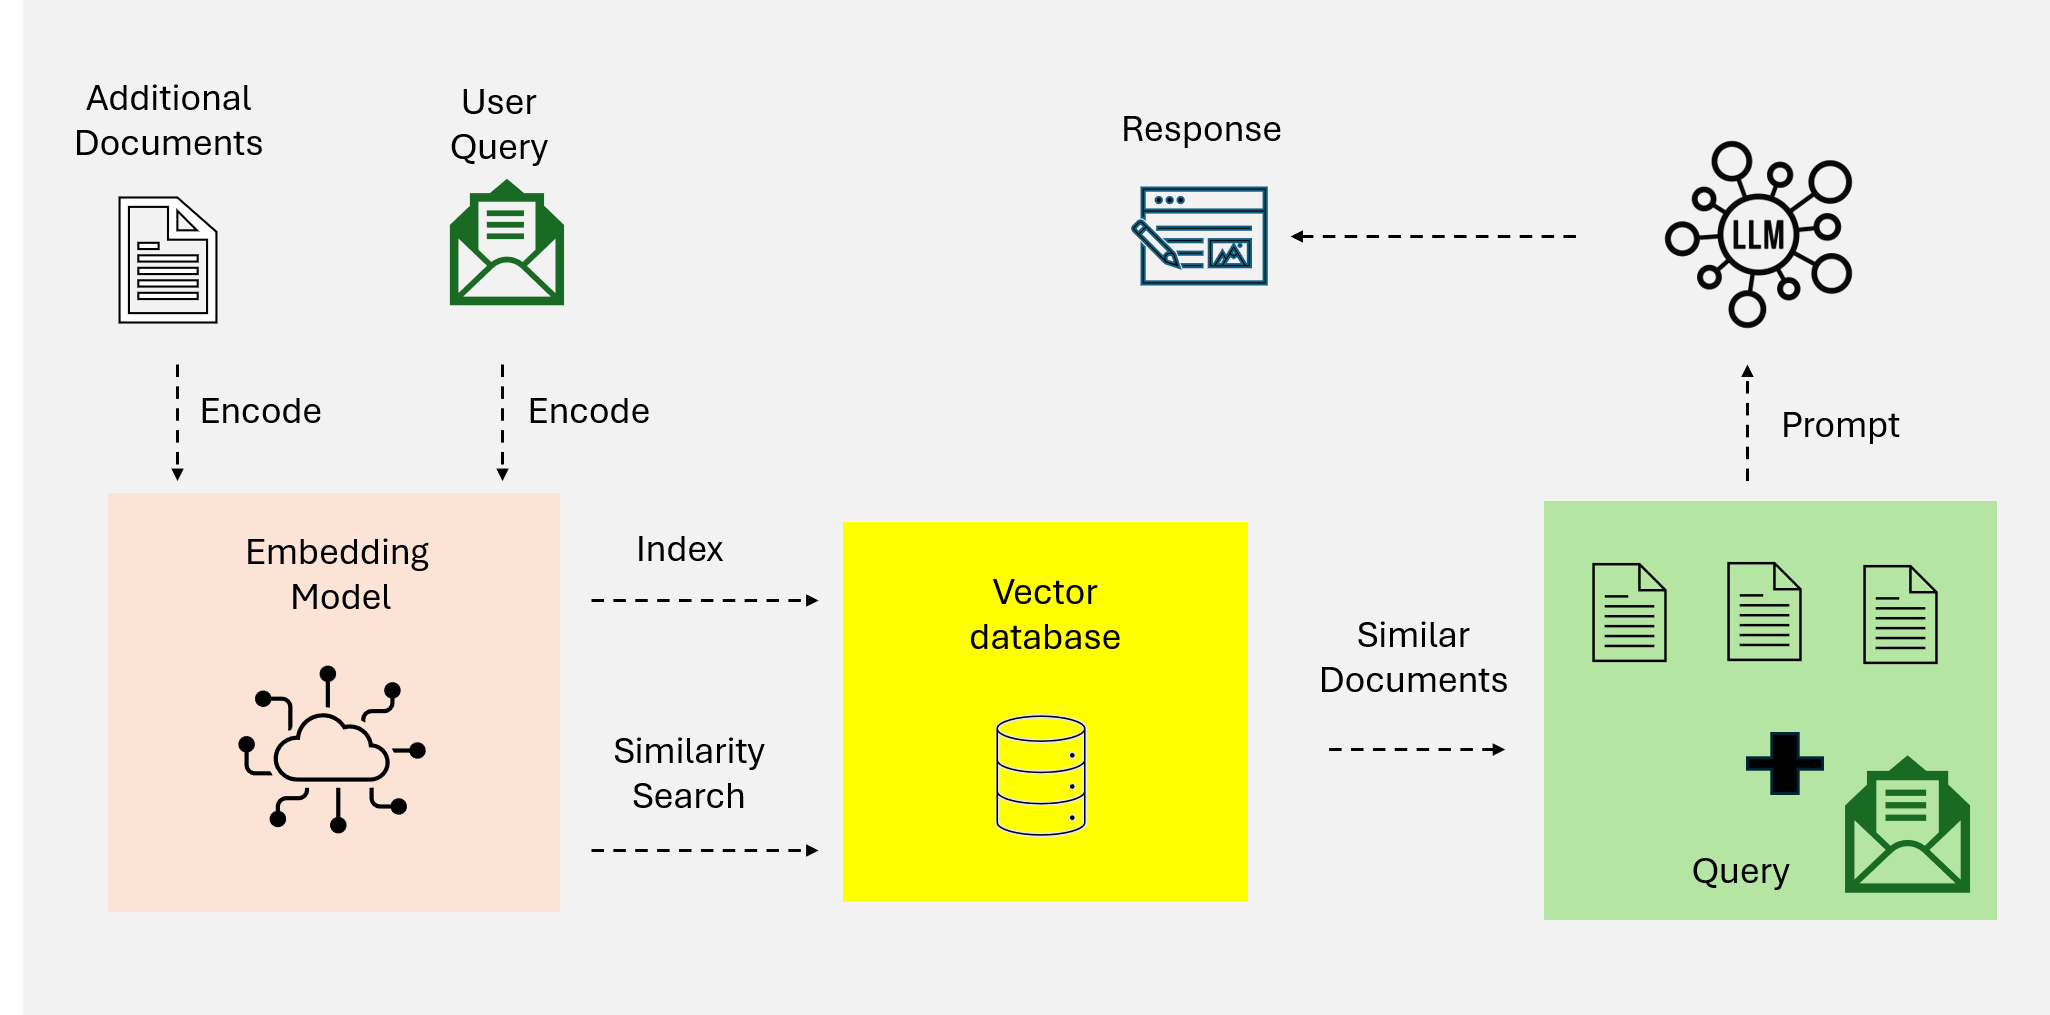 Additional
Documents
User
Query
Response
LLM
Encode
Encode
Prompt
Embedding
Model
Index
Vector
database
Similar
Documents
Similarity
Search
Query